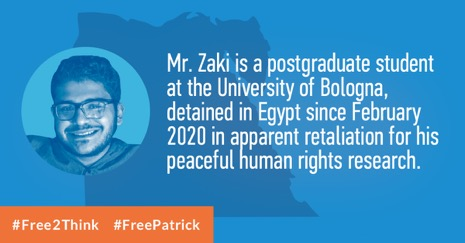 Mr. Zaki is a postgraduate student
at the University of Bologna,
detained in Egypt since February
2020 in apparent retaliation for his
peaceful human rights research.
#Free2Think #FreePatrick